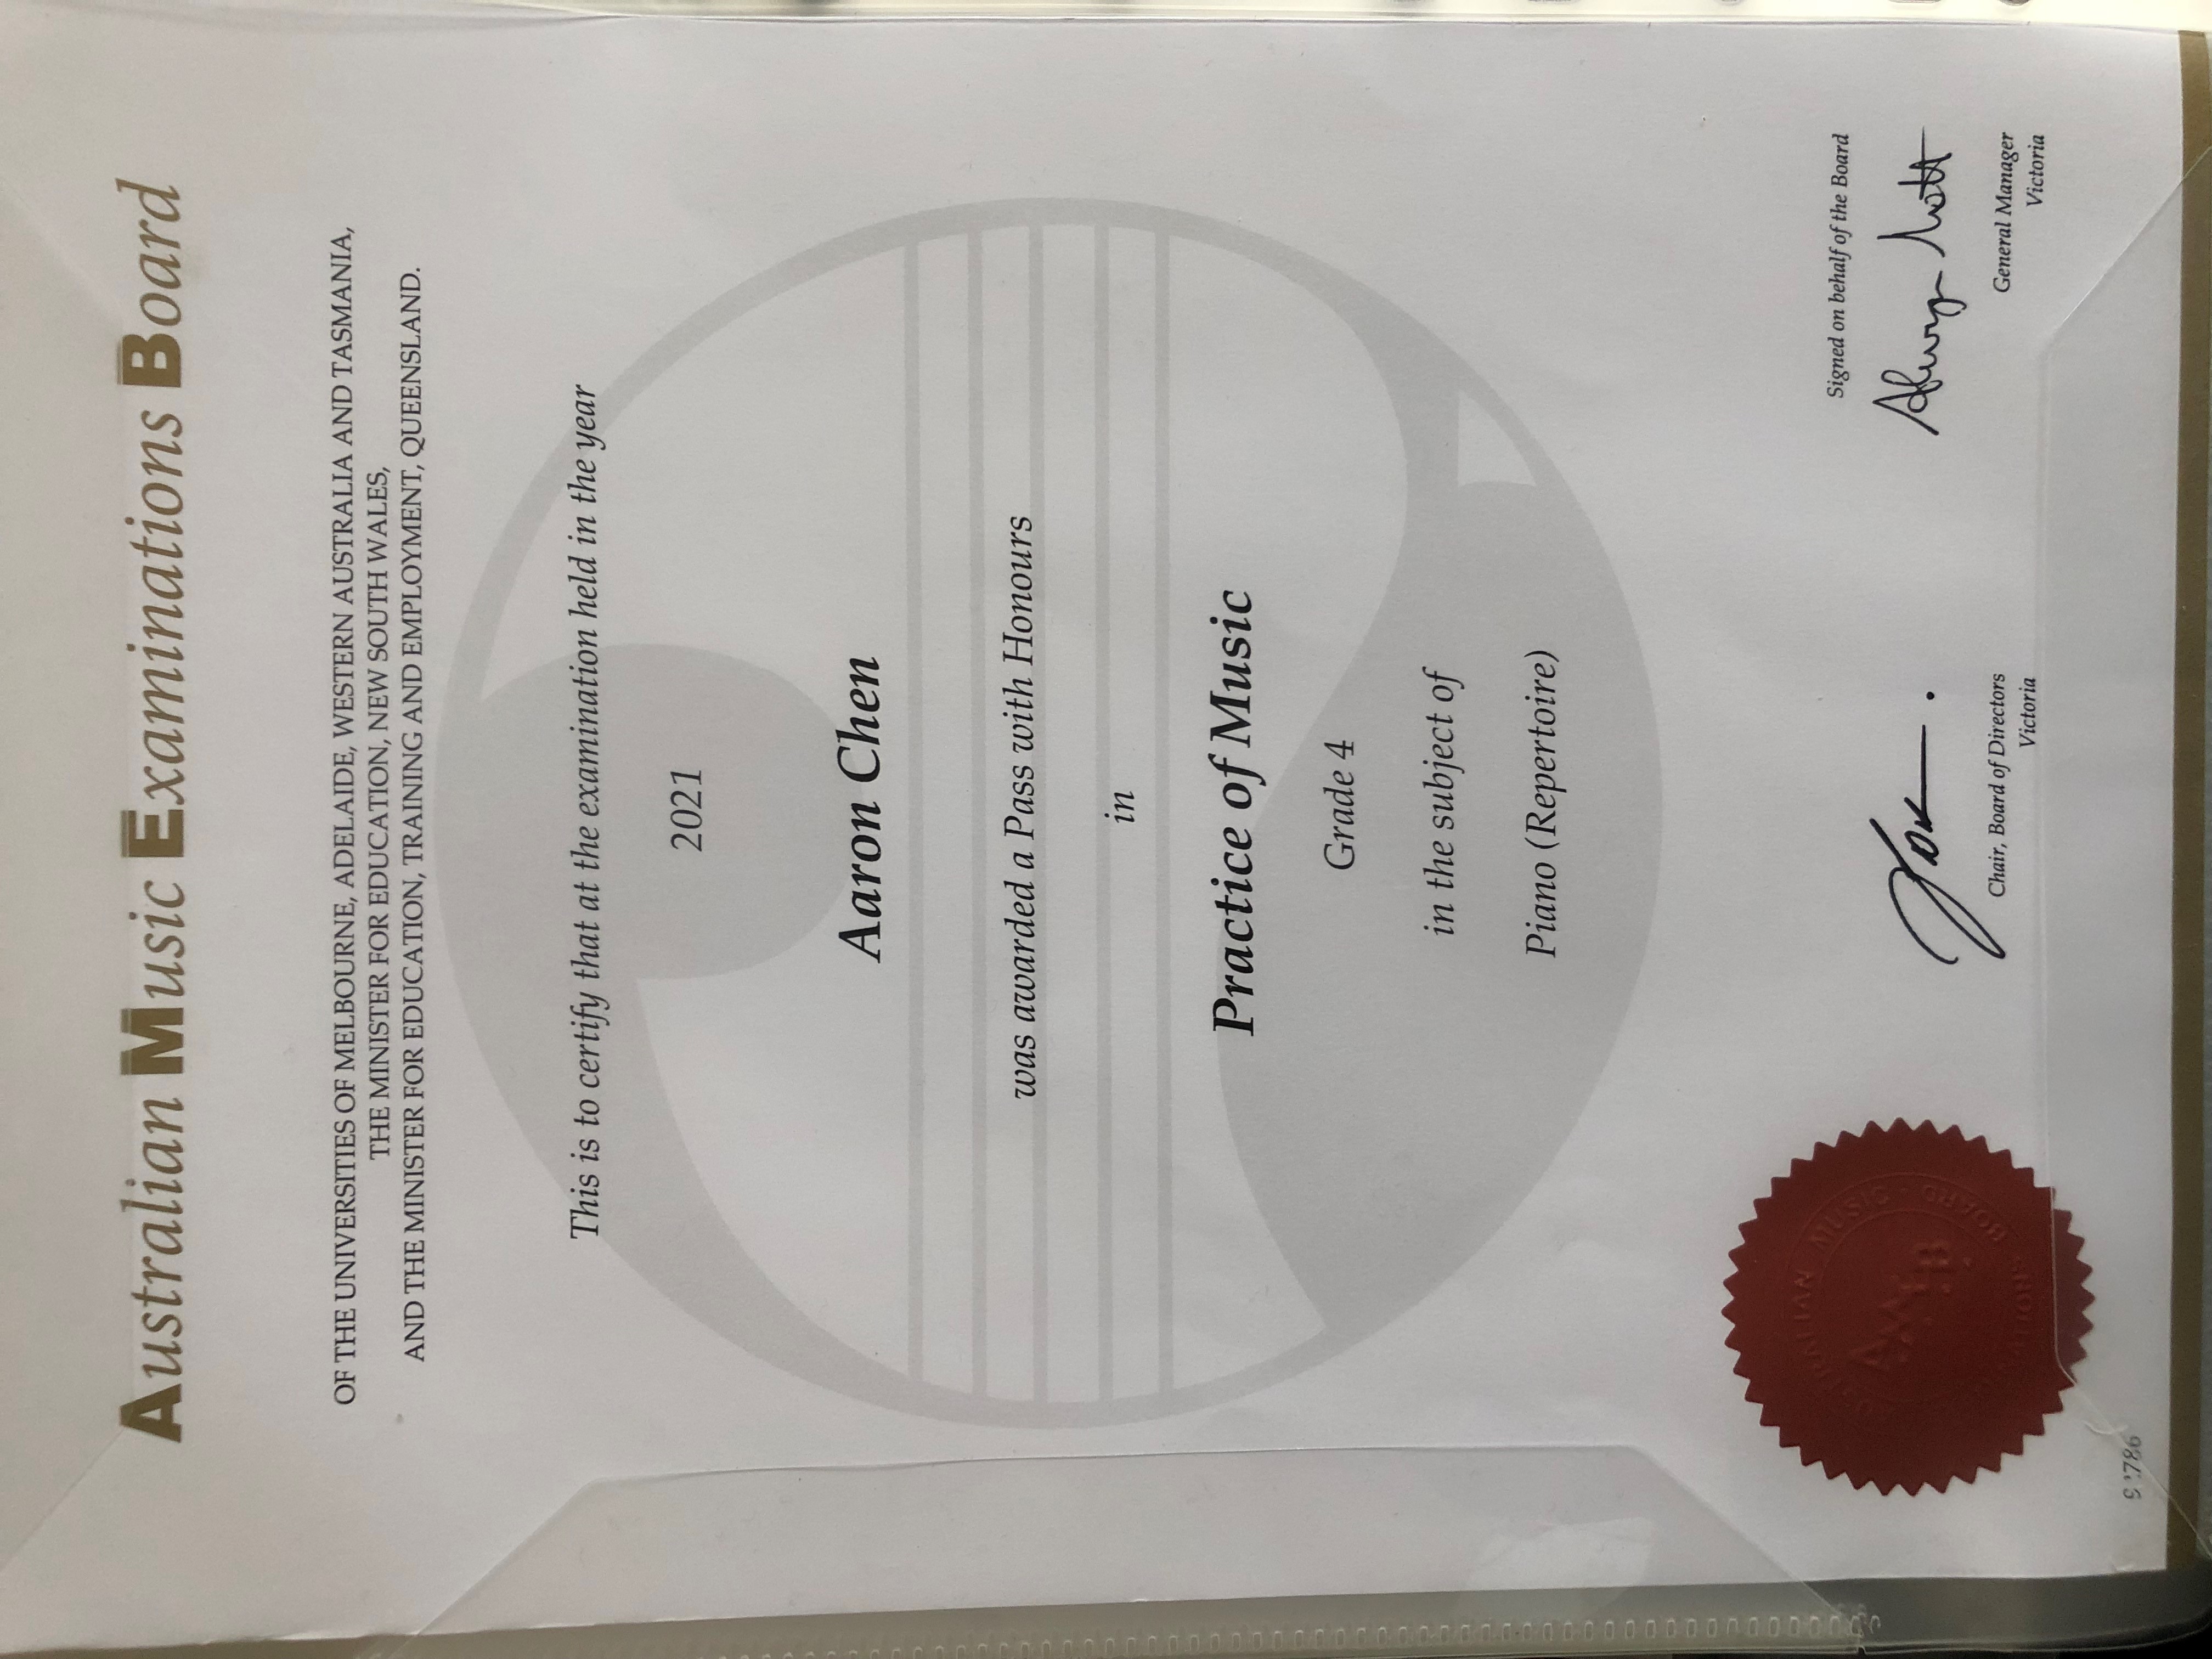 Australian Music Examinations Board
OF THE UNIVERSITIES OF MELBOURNE, ADELAIDE, WESTERN AUSTRALIA AND TASMANIA,
THE MINISTER FOR EDUCATION, NEW SOUTH WALES,
AND THE MINISTER FOR EDUCATION, TRAINING AND EMPLOYMENT, QUEENSLAND.
This is to certify that at the examination held in the year
2021
Aaron Chen
was awarded a Pass with Honours
in
Practice of Music
Grade 4
in the subject of
Piano (Repertoire)
AUSTRALIAN MUSIC
BOARD
Signed on behalf of the Board
Chair, Board of Directors
Victoria
General Manager
Victoria